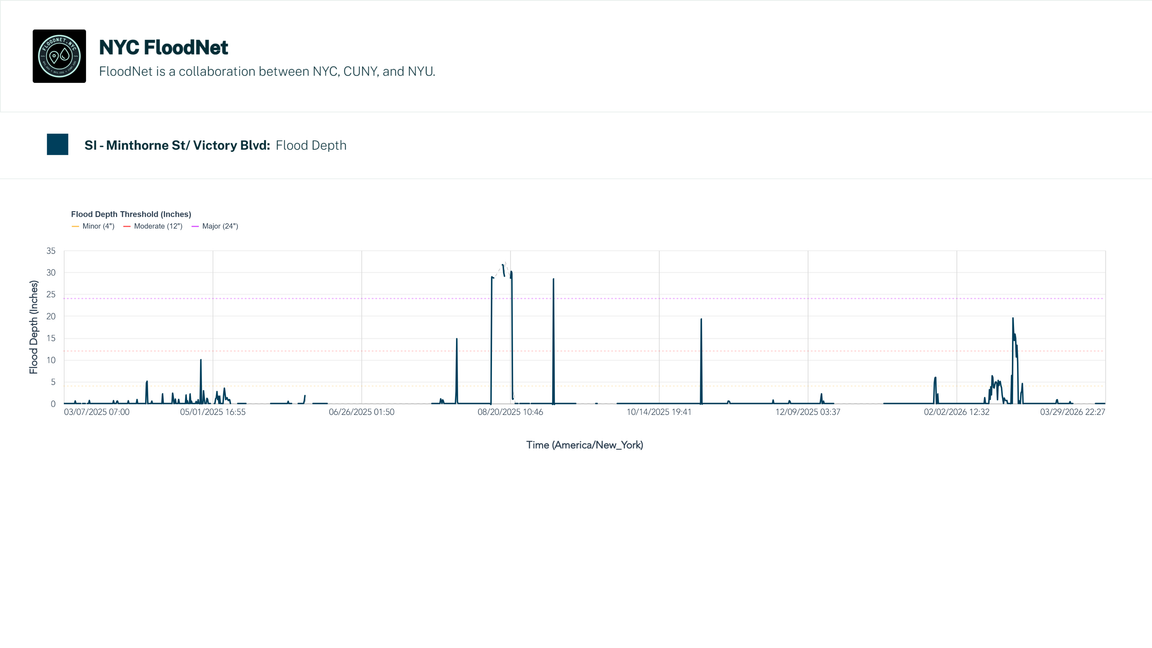 NYC FloodNet
FloodNet is a collaboration between NYC, CUNY, and NYU.
SI - Minthorne St/ Victory Blvd: Flood Depth
Flood Depth Threshold (Inches)
Minor (4") Moderate (12") Major (24")
35
30
25
20
15
10
5
0
Flood Depth (Inches)
03/07/2025 07:00 05/01/2025 16:55 06/26/2025 01:50 08/20/2025 10:46 10/14/2025 19:41 12/09/2025 03:37 02/02/2026 12:32 03/29/2026 22:27
Time (America/New_York)